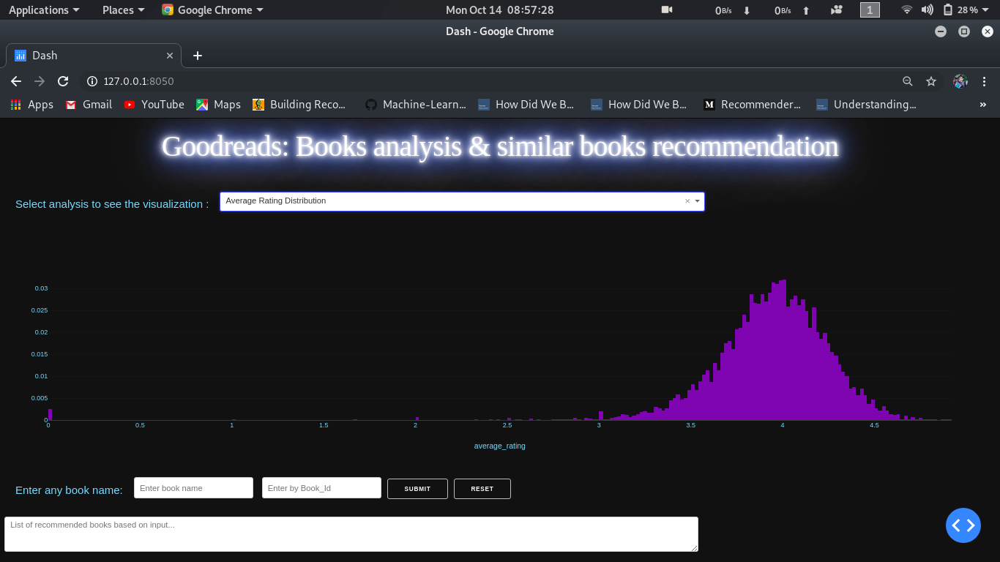 Applications Places Google Chrome Mon Oct 14 08:57:28 0B/s 0B/s 1 28 %
Dash - Google Chrome
Dash
127.0.0.1:8050
Apps Gmail YouTube Maps Building Reco... Machine-Learn... How Did We B... How Did We B... Recommender... Understanding... »
Goodreads: Books analysis & similar books recommendation
Select analysis to see the visualization : Average Rating Distribution
0.03
0.025
0.02
0.015
0.01
0.005
0
0 0.5 1 1.5 2 2.5 3 3.5 4 4.5
average_rating
Enter any book name: Enter book name Enter by Book_Id SUBMIT RESET
List of recommended books based on input...